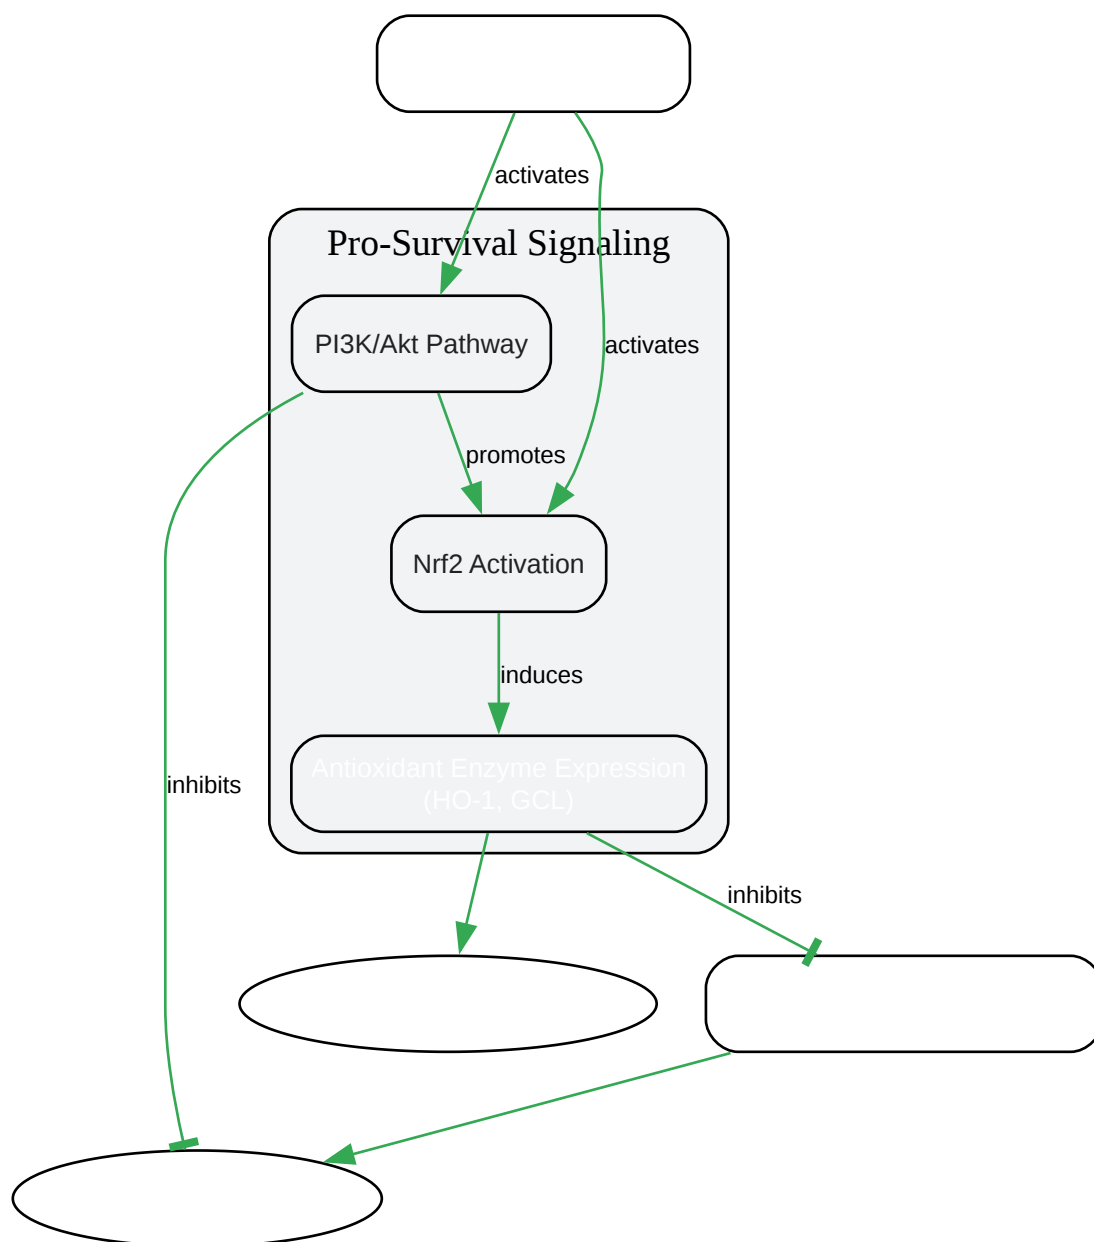 activates
Pro-Survival Signaling
PI3K/Akt Pathway
activates
promotes
Nrf2 Activation
induces
Antioxidant Enzyme Expression
(HO-1, GCL)
inhibits
inhibits